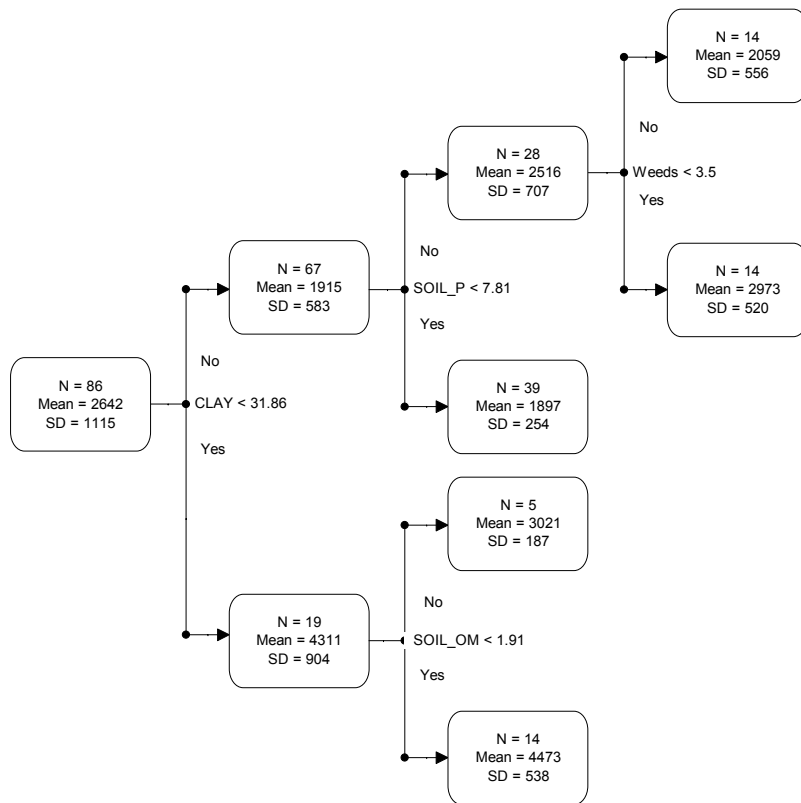 N = 14
Mean = 2059
SD = 556
No
N = 28
Mean = 2516
SD = 707
Weeds < 3.5
Yes
N = 67
Mean = 1915
SD = 583
No
SOIL_P < 7.81
Yes
N = 14
Mean = 2973
SD = 520
N = 86
Mean = 2642
SD = 1115
No
CLAY < 31.86
Yes
N = 39
Mean = 1897
SD = 254
N = 5
Mean = 3021
SD = 187
N = 19
Mean = 4311
SD = 904
No
SOIL_OM < 1.91
Yes
N = 14
Mean = 4473
SD = 538